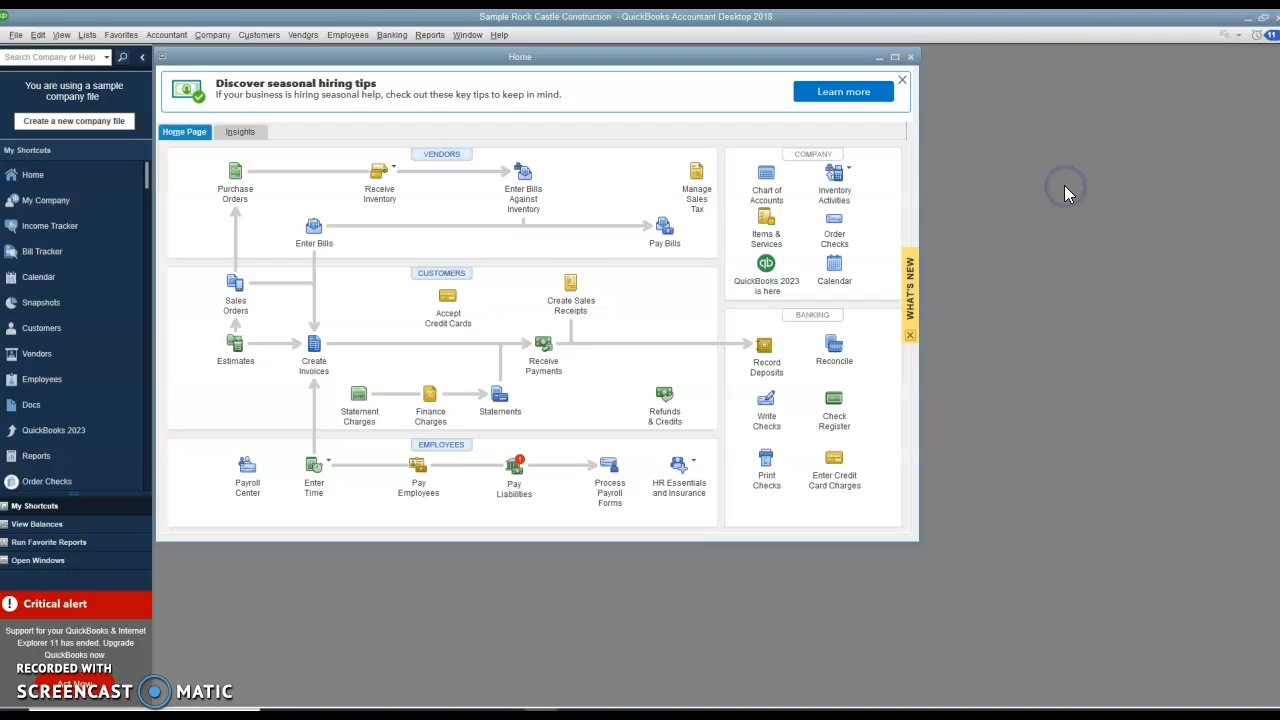 Sample Rock Castle Construction - QuickBooks Accountant Desktop 2018
File Edit View Lists Favorites Accountant Company Customers Vendors Employees Banking Reports Window Help
11
Search Company or Help
You are using a sample
company file
Create a new company file
My Shortcuts
Home
My Company
Income Tracker
Bill Tracker
Calendar
Snapshots
Customers
Vendors
Employees
Docs
QuickBooks 2023
Reports
Order Checks
My Shortcuts
View Balances
Run Favorite Reports
Open Windows
Critical alert
Support for your QuickBooks & Internet
Explorer 11 has ended. Upgrade
QuickBooks now.
Act Now
RECORDED WITH
SCREENCAST MATIC
Home
Discover seasonal hiring tips
If your business is hiring seasonal help, check out these key tips to keep in mind.
Learn more
Home Page
Insights
VENDORS
Purchase
Orders
Receive
Inventory
Enter Bills
Against
Inventory
Manage
Sales
Tax
Enter Bills
Pay Bills
CUSTOMERS
Sales
Orders
Accept
Credit Cards
Create Sales
Receipts
Estimates
Create
Invoices
Receive
Payments
Statement
Charges
Finance
Charges
Statements
Refunds
& Credits
EMPLOYEES
Payroll
Center
Enter
Time
Pay
Employees
Pay
Liabilities
Process
Payroll
Forms
HR Essentials
and Insurance
COMPANY
Chart of
Accounts
Inventory
Activities
Items &
Services
Order
Checks
QuickBooks 2023
is here
Calendar
BANKING
Record
Deposits
Reconcile
Write
Checks
Check
Register
Print
Checks
Enter Credit
Card Charges
WHAT'S NEW